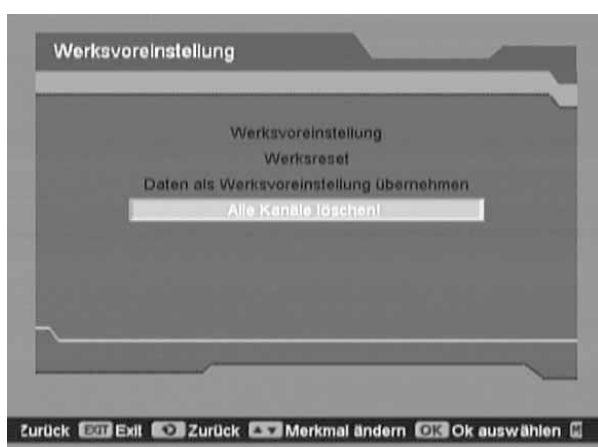 Werksvoreinstellung
Werksvoreinstellung
Werksreset
Daten als Werksvoreinstellung übernehmen
Alle Kanäle löschen!
Zurück EXIT Exit Zurück Merkmal ändern OK Ok auswählen M